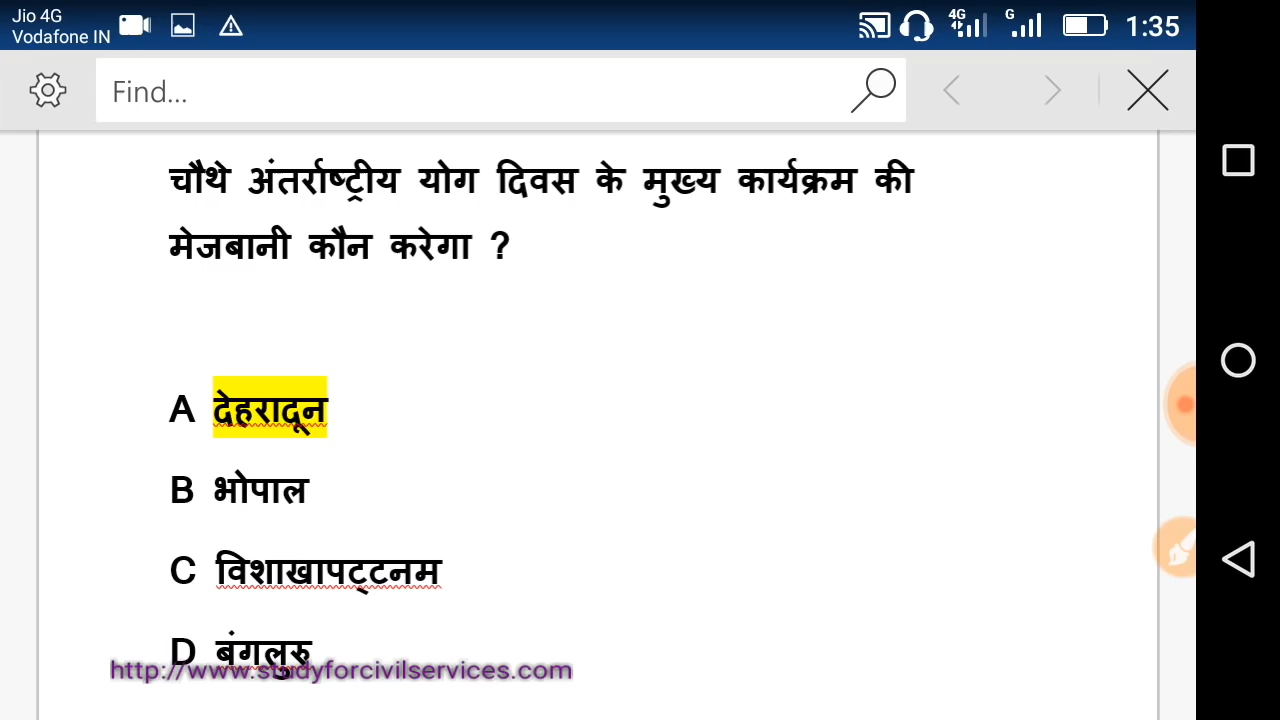 Jio 4G
Vodafone IN
4G G 1:35
Find...
चौथे अंतर्राष्ट्रीय योग दिवस के मुख्य कार्यक्रम की
मेजबानी कौन करेगा ?
A देहरादून
B भोपाल
C विशाखापट्टनम
D बंगलुरु
http://www.studyforcivilservices.com